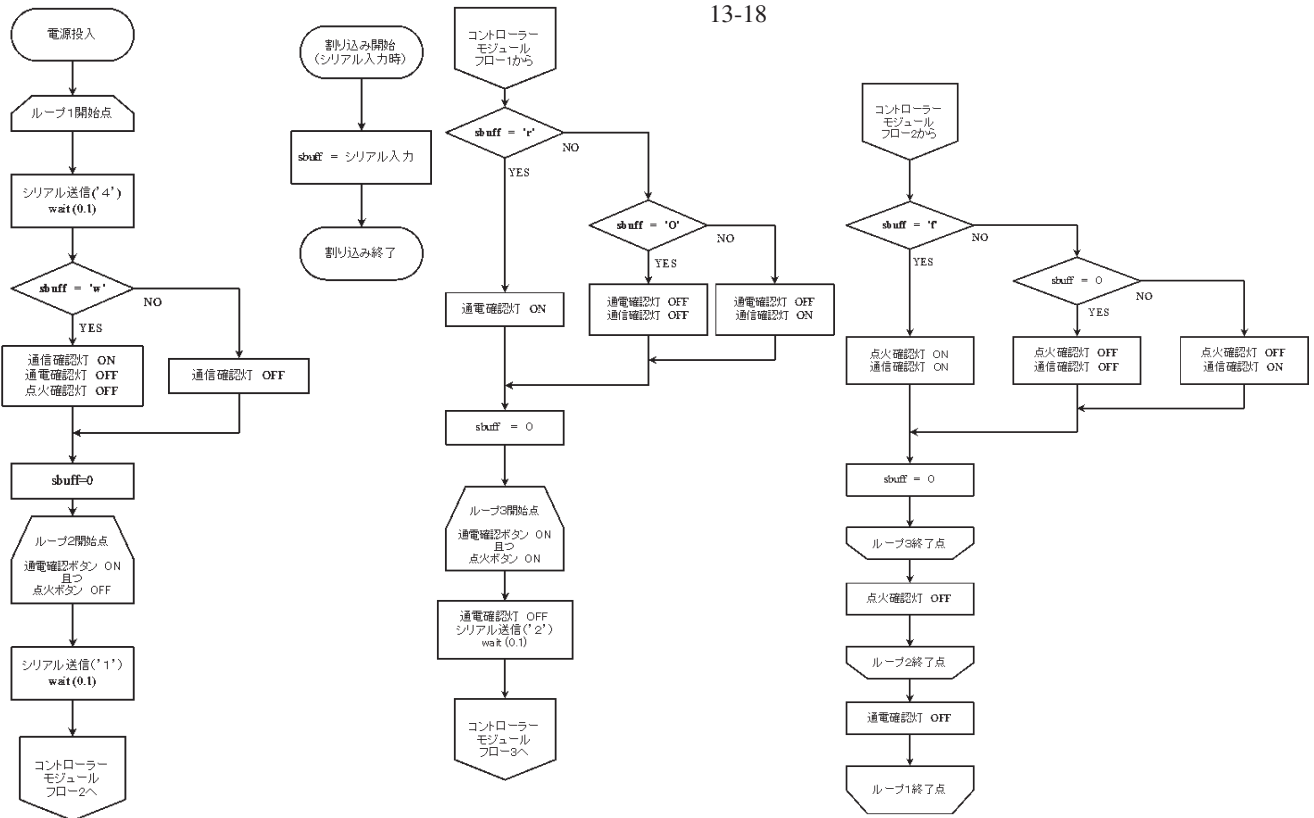 13-18
電源投入
ループ1開始点
シリアル送信('4')
wait(0.1)
sbuff = 'w'
NO
YES
通信確認灯 ON
通電確認灯 OFF
点火確認灯 OFF
通信確認灯 OFF
sbuff=0
ループ2開始点
通電確認ボタン ON
且つ
点火ボタン OFF
シリアル送信('1')
wait(0.1)
コントローラー
モジュール
フロー2へ
割り込み開始
(シリアル入力時)
sbuff = シリアル入力
割り込み終了
コントローラー
モジュール
フロー1から
sbuff = 'r'
NO
YES
sbuff = '0'
NO
YES
通電確認灯 ON
通電確認灯 OFF
通信確認灯 OFF
通電確認灯 OFF
通信確認灯 ON
sbuff = 0
ループ3開始点
通電確認ボタン ON
且つ
点火ボタン ON
通電確認灯 OFF
シリアル送信('2')
wait(0.1)
コントローラー
モジュール
フロー3へ
コントローラー
モジュール
フロー2から
sbuff = 'f'
NO
YES
sbuff = 0
NO
YES
点火確認灯 ON
通信確認灯 ON
点火確認灯 OFF
通信確認灯 OFF
点火確認灯 OFF
通信確認灯 ON
sbuff = 0
ループ3終了点
点火確認灯 OFF
ループ2終了点
通電確認灯 OFF
ループ1終了点